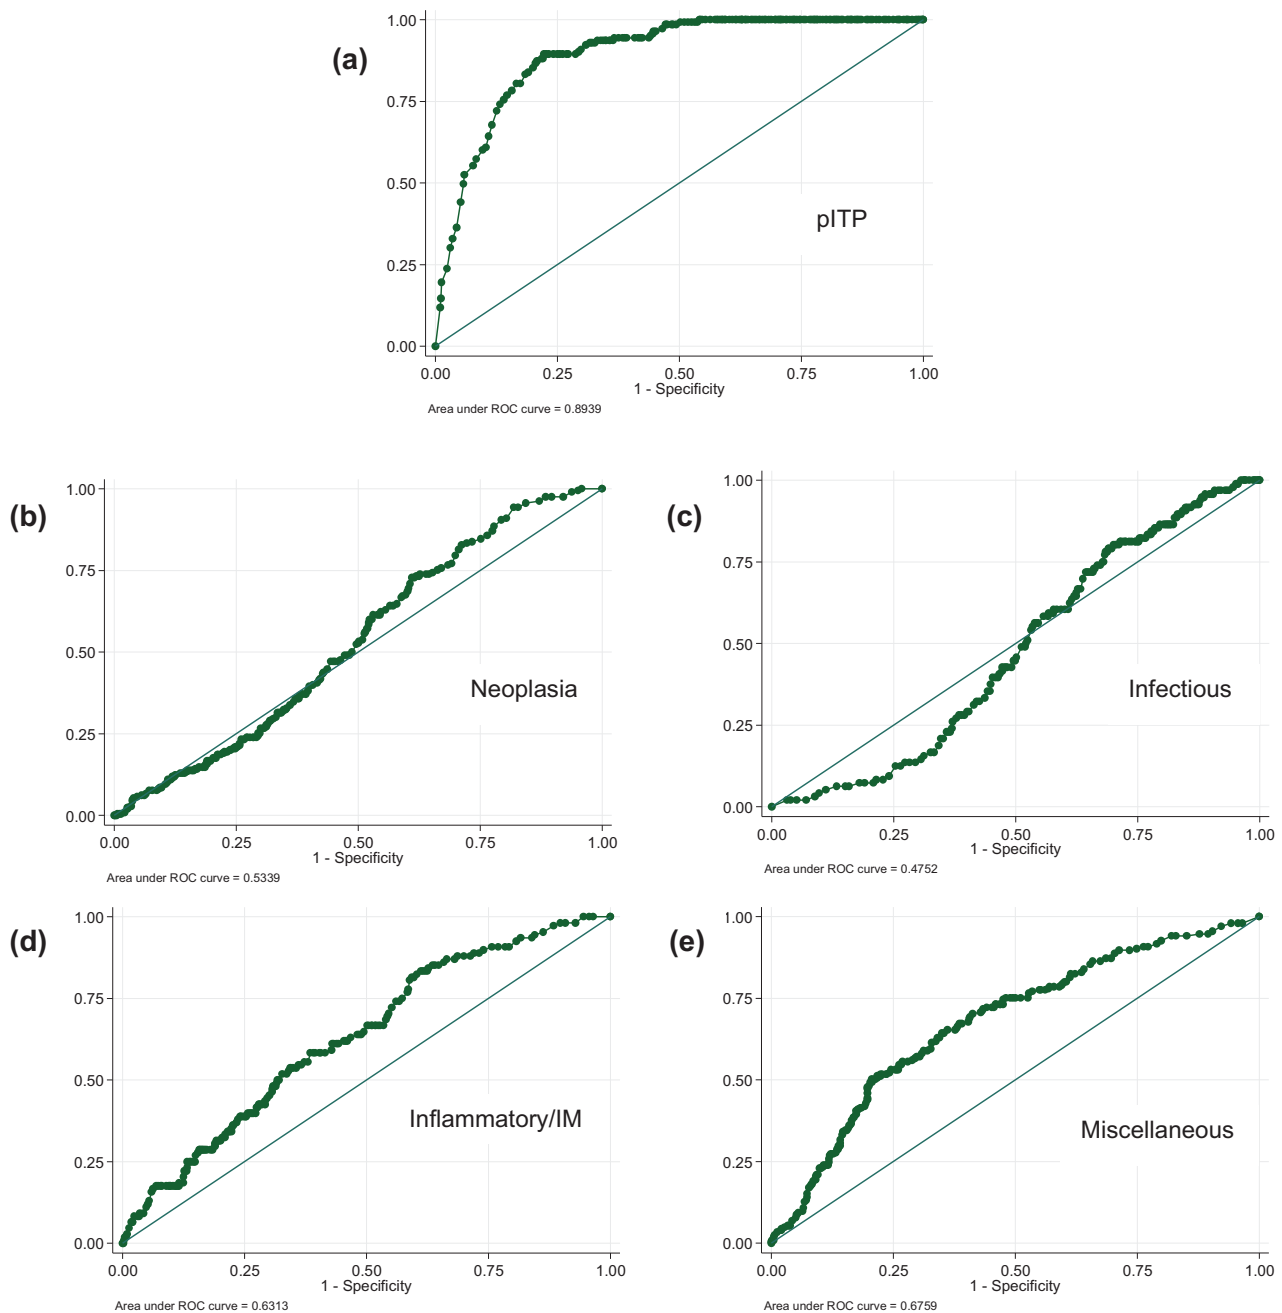 (a)
1.00
0.75
0.50
0.25
0.00
pITP
0.00 0.25 0.50 0.75 1.00
1 - Specificity
Area under ROC curve = 0.8939
(b)
1.00
0.75
0.50
0.25
0.00
Neoplasia
0.00 0.25 0.50 0.75 1.00
1 - Specificity
Area under ROC curve = 0.5339
(c)
1.00
0.75
0.50
0.25
0.00
Infectious
0.00 0.25 0.50 0.75 1.00
1 - Specificity
Area under ROC curve = 0.4752
(d)
1.00
0.75
0.50
0.25
0.00
Inflammatory/IM
0.00 0.25 0.50 0.75 1.00
1 - Specificity
Area under ROC curve = 0.6313
(e)
1.00
0.75
0.50
0.25
0.00
Miscellaneous
0.00 0.25 0.50 0.75 1.00
1 - Specificity
Area under ROC curve = 0.6759